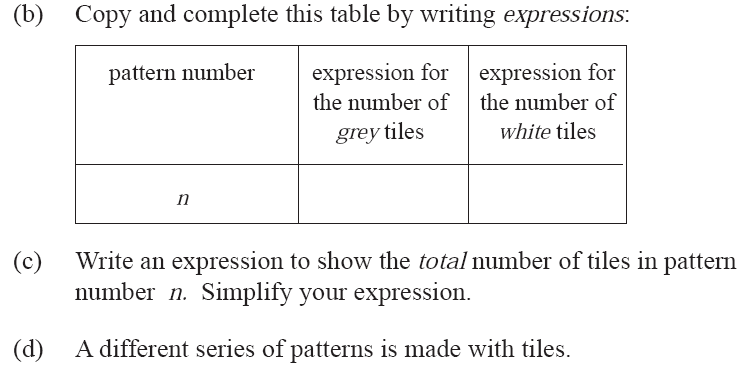 (b) Copy and complete this table by writing expressions:
pattern number
expression for
the number of
grey tiles
expression for
the number of
white tiles
n
(c) Write an expression to show the total number of tiles in pattern
number n. Simplify your expression.
(d) A different series of patterns is made with tiles.